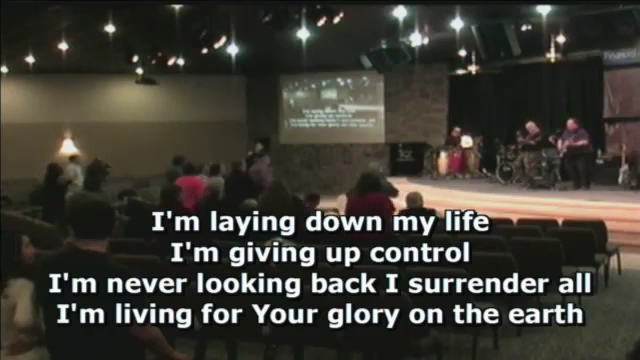 I'm laying down my life
I'm giving up control
I'm never looking back I surrender all
I'm living for Your glory on the earth